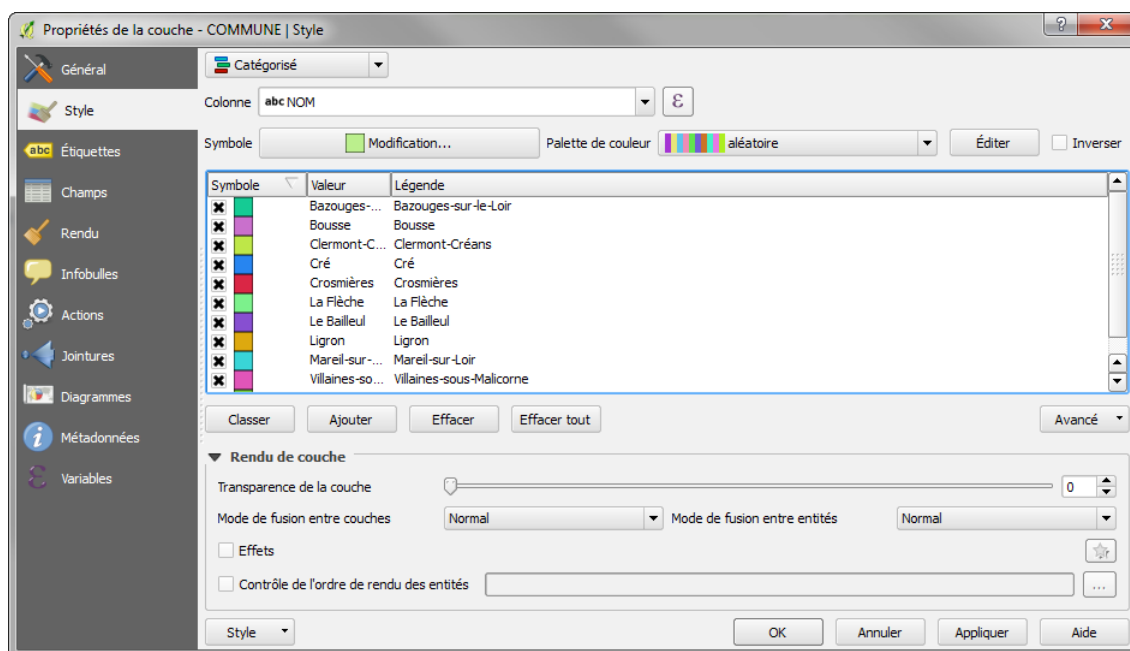 Propriétés de la couche - COMMUNE | Style
Général
Style
abc Étiquettes
Champs
Rendu
Infobulles
Actions
Jointures
Diagrammes
Métadonnées
Variables
Catégorisé
Colonne abc NOM ε
Symbole Modification... Palette de couleur aléatoire Éditer Inverser
Symbole Valeur Légende
Bazouges-... Bazouges-sur-le-Loir
Bousse Bousse
Clermont-C... Clermont-Créans
Cré Cré
Crosmières Crosmières
La Flèche La Flèche
Le Bailleul Le Bailleul
Ligron Ligron
Mareil-sur-... Mareil-sur-Loir
Villaines-so... Villaines-sous-Malicorne
Classer Ajouter Effacer Effacer tout Avancé
Rendu de couche
Transparence de la couche 0
Mode de fusion entre couches Normal Mode de fusion entre entités Normal
Effets
Contrôle de l'ordre de rendu des entités ...
Style OK Annuler Appliquer Aide